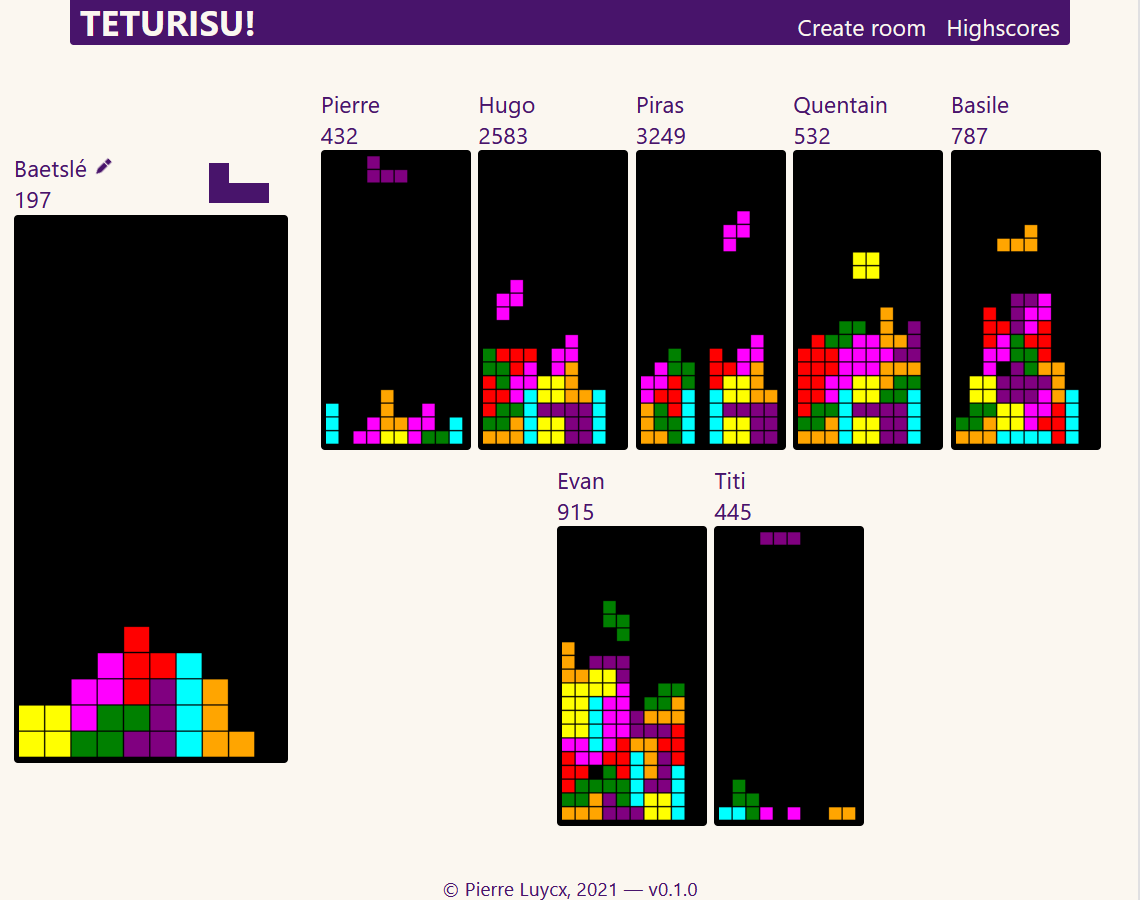 TETURISU!
Create room Highscores
Baetslé
197
Pierre
432
Hugo
2583
Piras
3249
Quentain
532
Basile
787
Evan
915
Titi
445
© Pierre Luycx, 2021 — v0.1.0